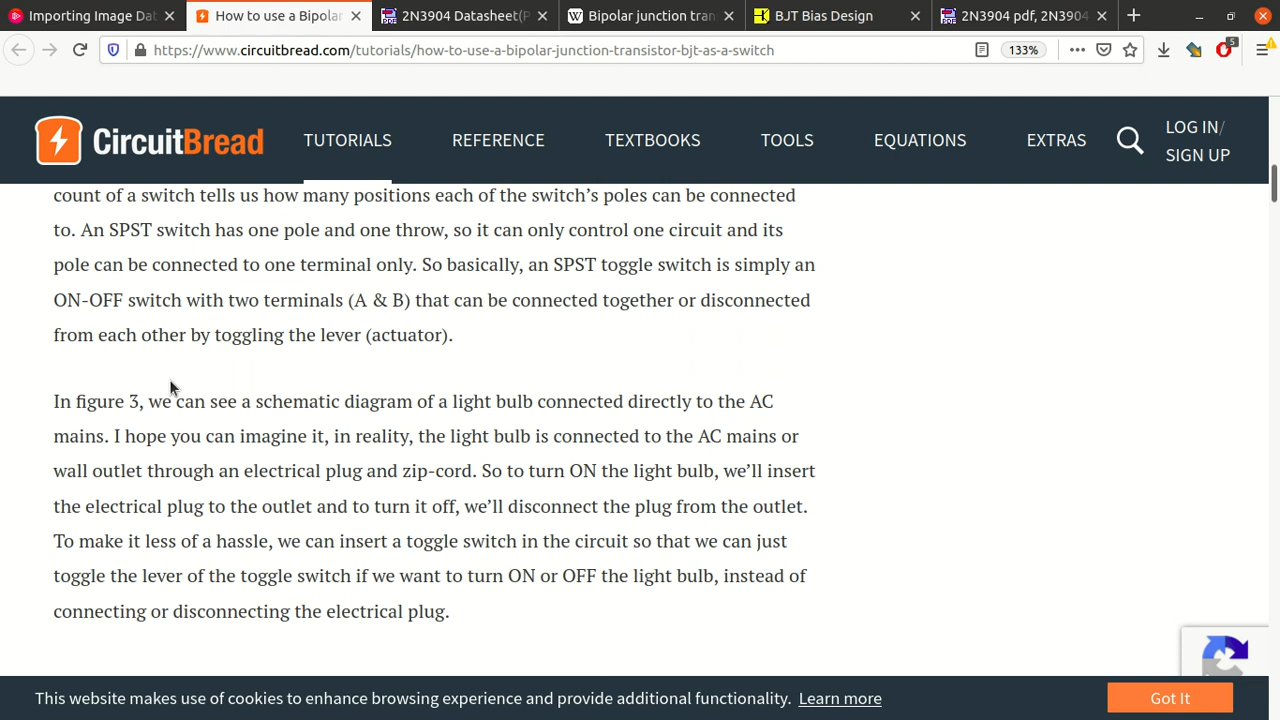 Importing Image Dat
How to use a Bipolar
2N3904 Datasheet(P
Bipolar junction tran
BJT Bias Design
2N3904 pdf, 2N3904
https://www.circuitbread.com/tutorials/how-to-use-a-bipolar-junction-transistor-bjt-as-a-switch
133%
5
CircuitBread
TUTORIALS
REFERENCE
TEXTBOOKS
TOOLS
EQUATIONS
EXTRAS
LOG IN/
SIGN UP
count of a switch tells us how many positions each of the switch's poles can be connected
to. An SPST switch has one pole and one throw, so it can only control one circuit and its
pole can be connected to one terminal only. So basically, an SPST toggle switch is simply an
ON-OFF switch with two terminals (A & B) that can be connected together or disconnected
from each other by toggling the lever (actuator).
In figure 3, we can see a schematic diagram of a light bulb connected directly to the AC
mains. I hope you can imagine it, in reality, the light bulb is connected to the AC mains or
wall outlet through an electrical plug and zip-cord. So to turn ON the light bulb, we'll insert
the electrical plug to the outlet and to turn it off, we'll disconnect the plug from the outlet.
To make it less of a hassle, we can insert a toggle switch in the circuit so that we can just
toggle the lever of the toggle switch if we want to turn ON or OFF the light bulb, instead of
connecting or disconnecting the electrical plug.
This website makes use of cookies to enhance browsing experience and provide additional functionality. Learn more
Got It